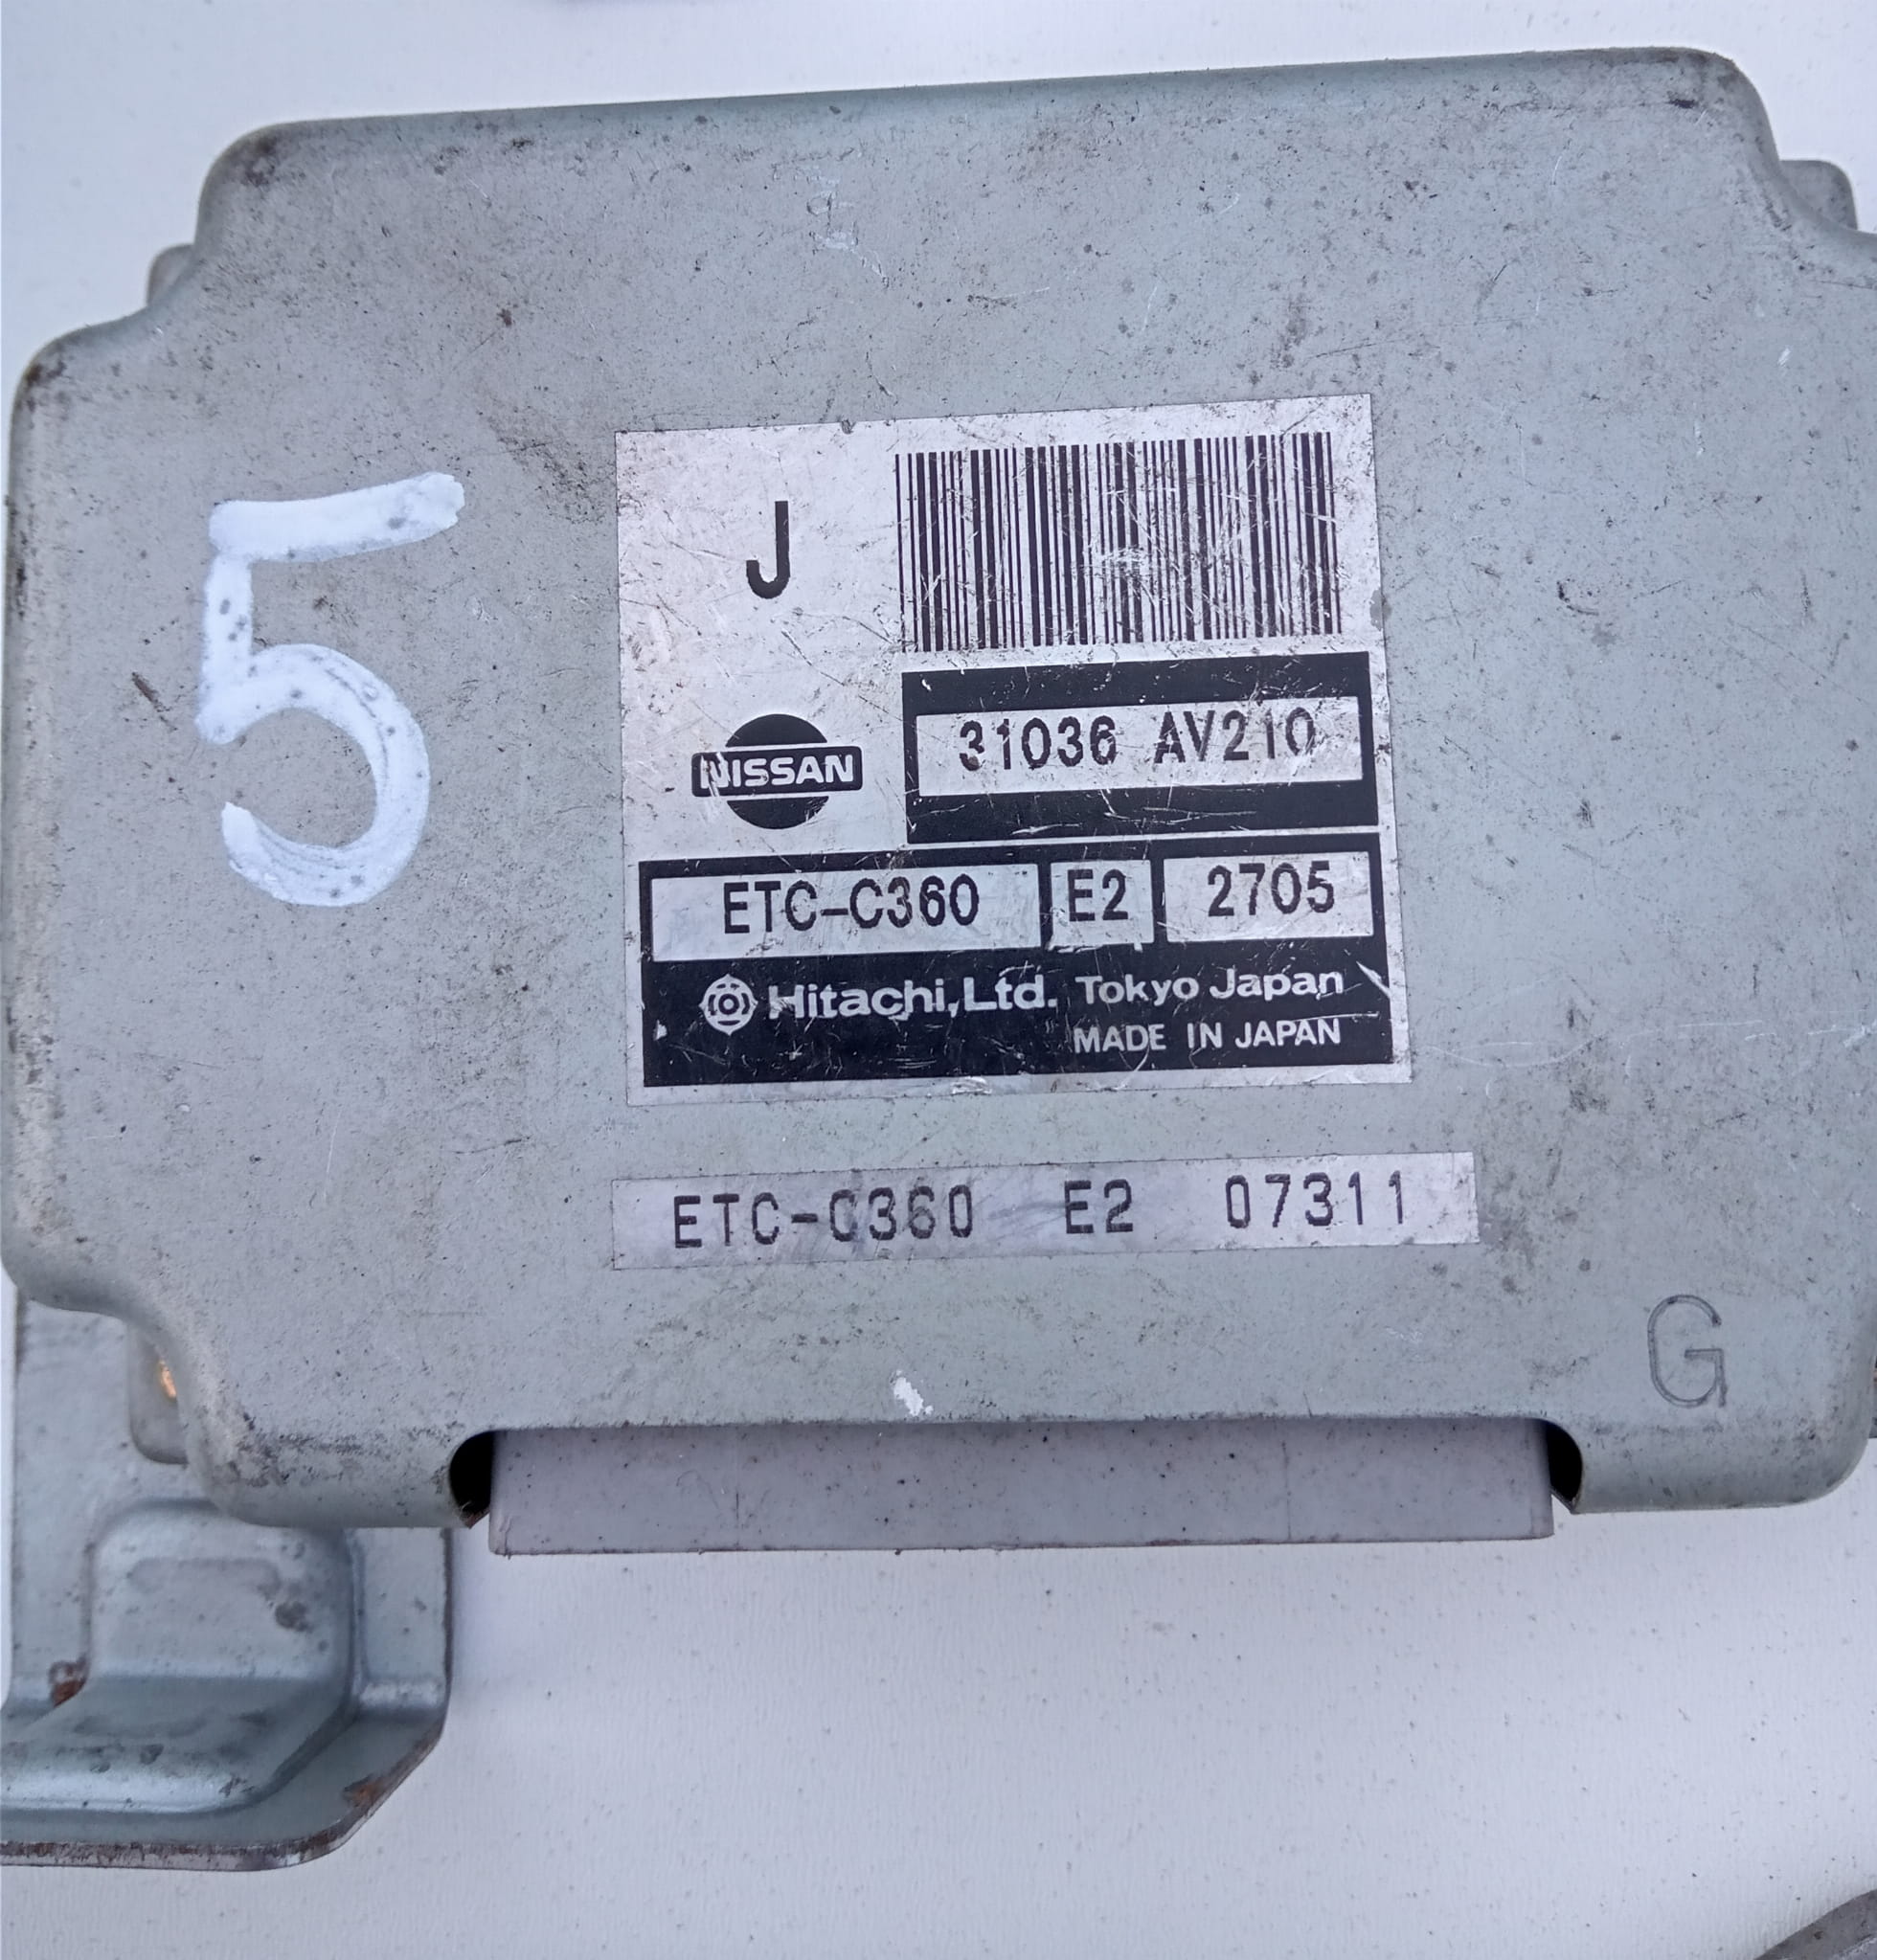 5
J
NISSAN
31036 AV210
ETC-C360 E2 2705
Hitachi,Ltd. Tokyo Japan
MADE IN JAPAN
ETC-C360 E2 07311
G